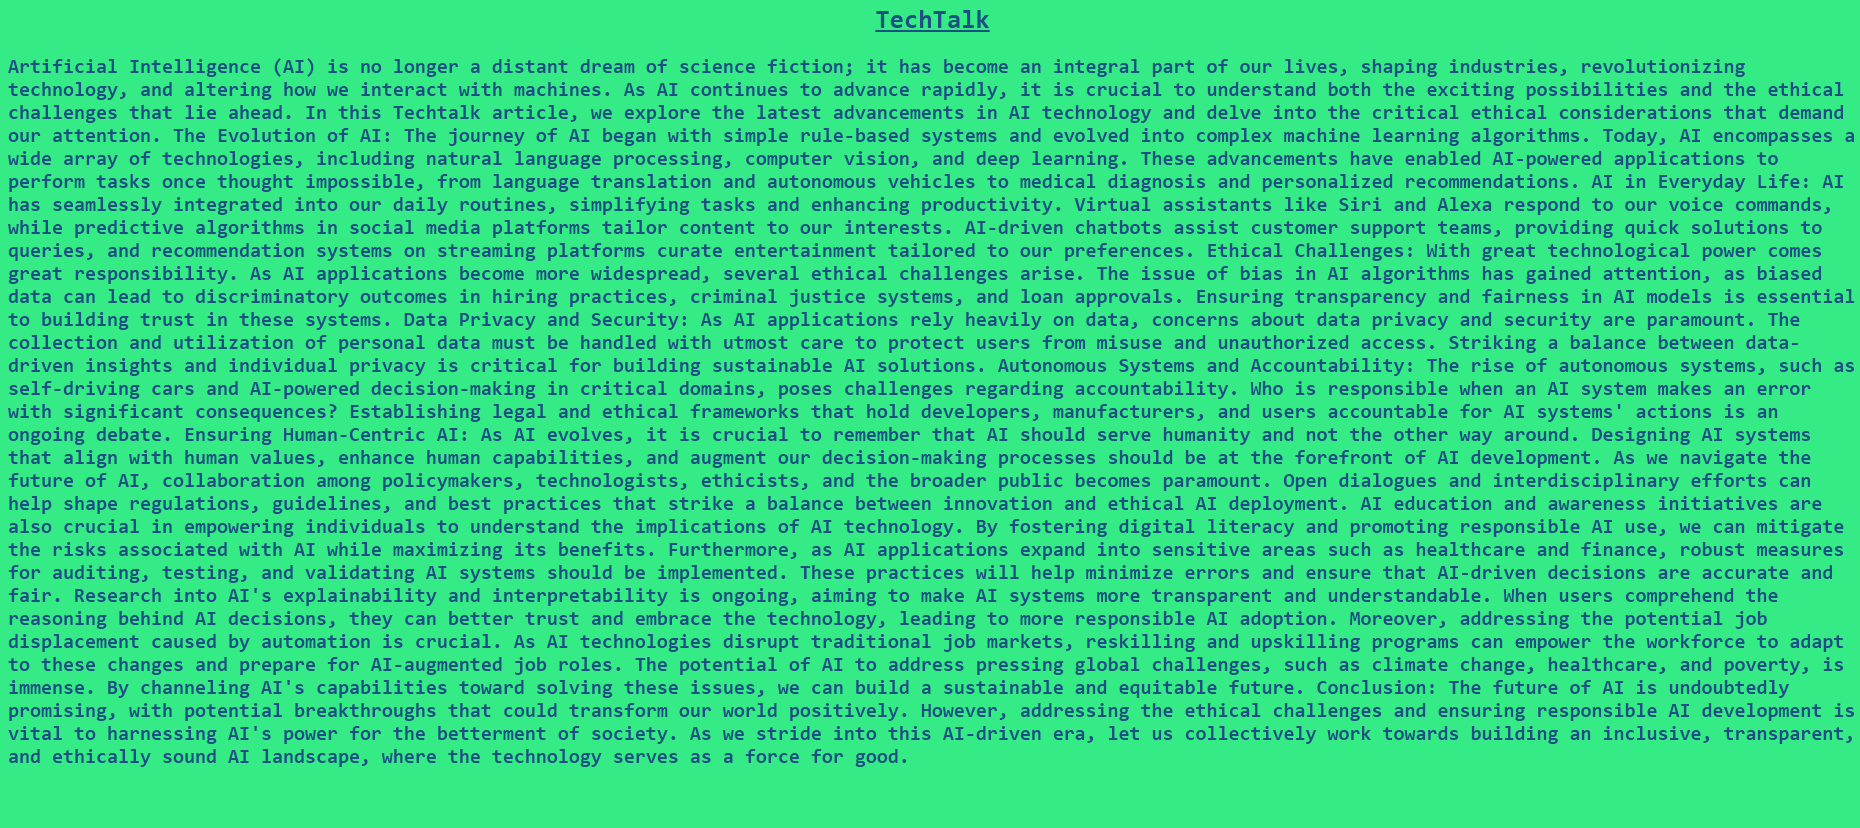 TechTalk
Artificial Intelligence (AI) is no longer a distant dream of science fiction; it has become an integral part of our lives, shaping industries, revolutionizing
technology, and altering how we interact with machines. As AI continues to advance rapidly, it is crucial to understand both the exciting possibilities and the ethical
challenges that lie ahead. In this Techtalk article, we explore the latest advancements in AI technology and delve into the critical ethical considerations that demand
our attention. The Evolution of AI: The journey of AI began with simple rule-based systems and evolved into complex machine learning algorithms. Today, AI encompasses a
wide array of technologies, including natural language processing, computer vision, and deep learning. These advancements have enabled AI-powered applications to
perform tasks once thought impossible, from language translation and autonomous vehicles to medical diagnosis and personalized recommendations. AI in Everyday Life: AI
has seamlessly integrated into our daily routines, simplifying tasks and enhancing productivity. Virtual assistants like Siri and Alexa respond to our voice commands,
while predictive algorithms in social media platforms tailor content to our interests. AI-driven chatbots assist customer support teams, providing quick solutions to
queries, and recommendation systems on streaming platforms curate entertainment tailored to our preferences. Ethical Challenges: With great technological power comes
great responsibility. As AI applications become more widespread, several ethical challenges arise. The issue of bias in AI algorithms has gained attention, as biased
data can lead to discriminatory outcomes in hiring practices, criminal justice systems, and loan approvals. Ensuring transparency and fairness in AI models is essential
to building trust in these systems. Data Privacy and Security: As AI applications rely heavily on data, concerns about data privacy and security are paramount. The
collection and utilization of personal data must be handled with utmost care to protect users from misuse and unauthorized access. Striking a balance between data-
driven insights and individual privacy is critical for building sustainable AI solutions. Autonomous Systems and Accountability: The rise of autonomous systems, such as
self-driving cars and AI-powered decision-making in critical domains, poses challenges regarding accountability. Who is responsible when an AI system makes an error
with significant consequences? Establishing legal and ethical frameworks that hold developers, manufacturers, and users accountable for AI systems' actions is an
ongoing debate. Ensuring Human-Centric AI: As AI evolves, it is crucial to remember that AI should serve humanity and not the other way around. Designing AI systems
that align with human values, enhance human capabilities, and augment our decision-making processes should be at the forefront of AI development. As we navigate the
future of AI, collaboration among policymakers, technologists, ethicists, and the broader public becomes paramount. Open dialogues and interdisciplinary efforts can
help shape regulations, guidelines, and best practices that strike a balance between innovation and ethical AI deployment. AI education and awareness initiatives are
also crucial in empowering individuals to understand the implications of AI technology. By fostering digital literacy and promoting responsible AI use, we can mitigate
the risks associated with AI while maximizing its benefits. Furthermore, as AI applications expand into sensitive areas such as healthcare and finance, robust measures
for auditing, testing, and validating AI systems should be implemented. These practices will help minimize errors and ensure that AI-driven decisions are accurate and
fair. Research into AI's explainability and interpretability is ongoing, aiming to make AI systems more transparent and understandable. When users comprehend the
reasoning behind AI decisions, they can better trust and embrace the technology, leading to more responsible AI adoption. Moreover, addressing the potential job
displacement caused by automation is crucial. As AI technologies disrupt traditional job markets, reskilling and upskilling programs can empower the workforce to adapt
to these changes and prepare for AI-augmented job roles. The potential of AI to address pressing global challenges, such as climate change, healthcare, and poverty, is
immense. By channeling AI's capabilities toward solving these issues, we can build a sustainable and equitable future. Conclusion: The future of AI is undoubtedly
promising, with potential breakthroughs that could transform our world positively. However, addressing the ethical challenges and ensuring responsible AI development is
vital to harnessing AI's power for the betterment of society. As we stride into this AI-driven era, let us collectively work towards building an inclusive, transparent,
and ethically sound AI landscape, where the technology serves as a force for good.